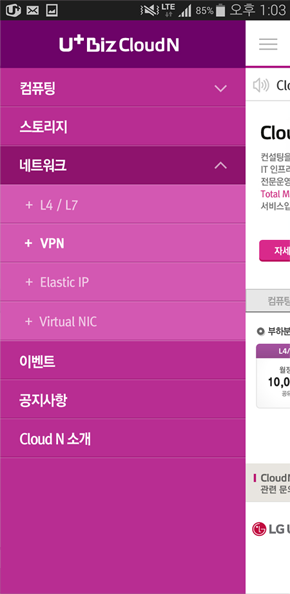 LTE 85% 오후 1:03
U+ Biz Cloud N
컴퓨팅
스토리지
네트워크
+ L4 / L7
+ VPN
+ Elastic IP
+ Virtual NIC
이벤트
공지사항
Cloud N 소개
Clo
Clou
컨설팅을
IT 인프라
전문운영
Total M
서비스입
자세
컴퓨팅
부하분
L4/
월정
10,0
Cloud
관련 문의
LG U